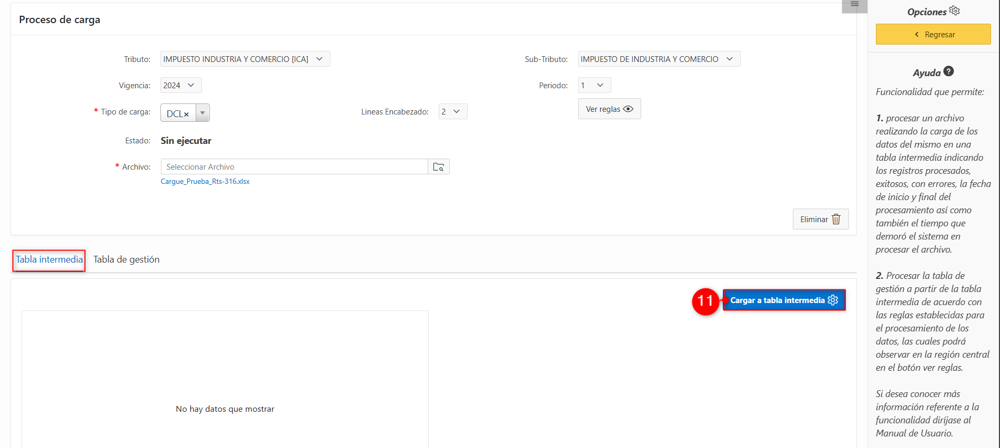 Proceso de carga
Tributo: IMPUESTO INDUSTRIA Y COMERCIO [ICA]
Sub-Tributo: IMPUESTO DE INDUSTRIA Y COMERCIO
Vigencia: 2024
Periodo: 1
* Tipo de carga: DCL×
Lineas Encabezado: 2
Ver reglas
Estado: Sin ejecutar
* Archivo: Seleccionar Archivo
Cargue_Prueba_Rts-316.xlsx
Eliminar
Tabla intermedia
Tabla de gestión
11
Cargar a tabla intermedia
No hay datos que mostrar
Opciones
Regresar
Ayuda ?
Funcionalidad que permite:
1. procesar un archivo
realizando la carga de los
datos del mismo en una
tabla intermedia indicando
los registros procesados,
exitosos, con errores, la fecha
de inicio y final del
procesamiento así como
también el tiempo que
demoró el sistema en
procesar el archivo.
2. Procesar la tabla de
gestión a partir de la tabla
intermedia de acuerdo con
las reglas establecidas para
el procesamiento de los
datos, las cuales podrá
observar en la región central
en el botón ver reglas.
Si desea conocer más
información referente a la
funcionalidad diríjase al
Manual de Usuario.